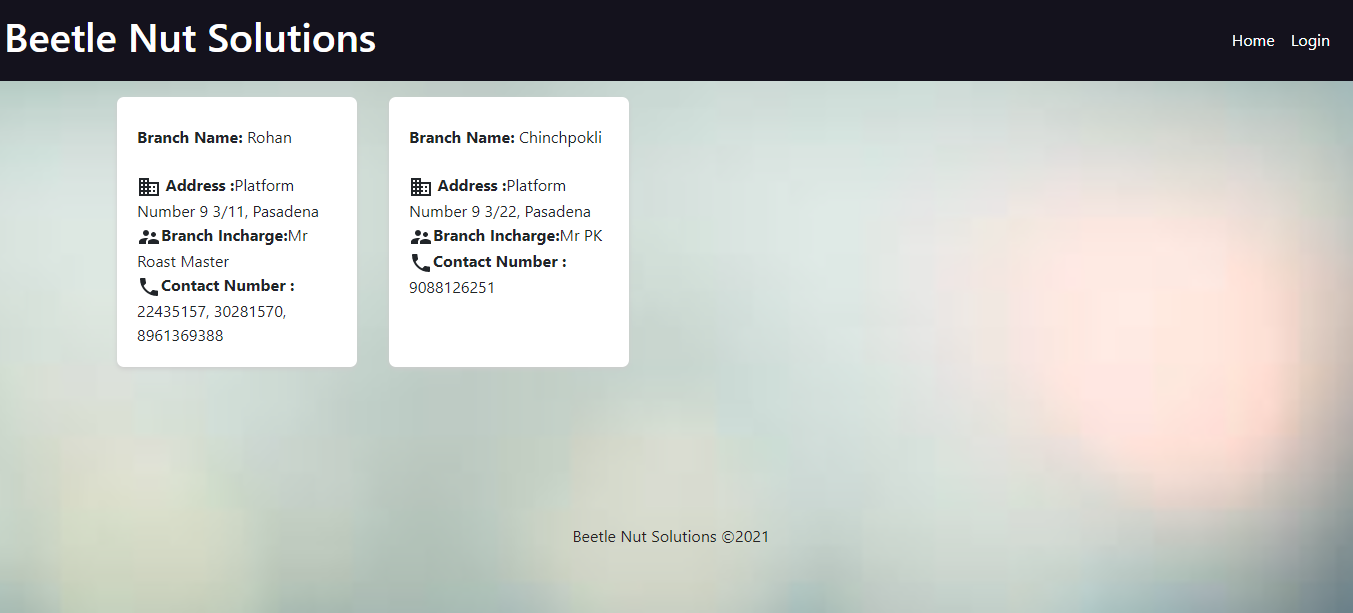 Beetle Nut Solutions
Home Login
Branch Name: Rohan
Address :Platform
Number 9 3/11, Pasadena
Branch Incharge:Mr
Roast Master
Contact Number :
22435157, 30281570,
8961369388
Branch Name: Chinchpokli
Address :Platform
Number 9 3/22, Pasadena
Branch Incharge:Mr PK
Contact Number :
9088126251
Beetle Nut Solutions ©2021